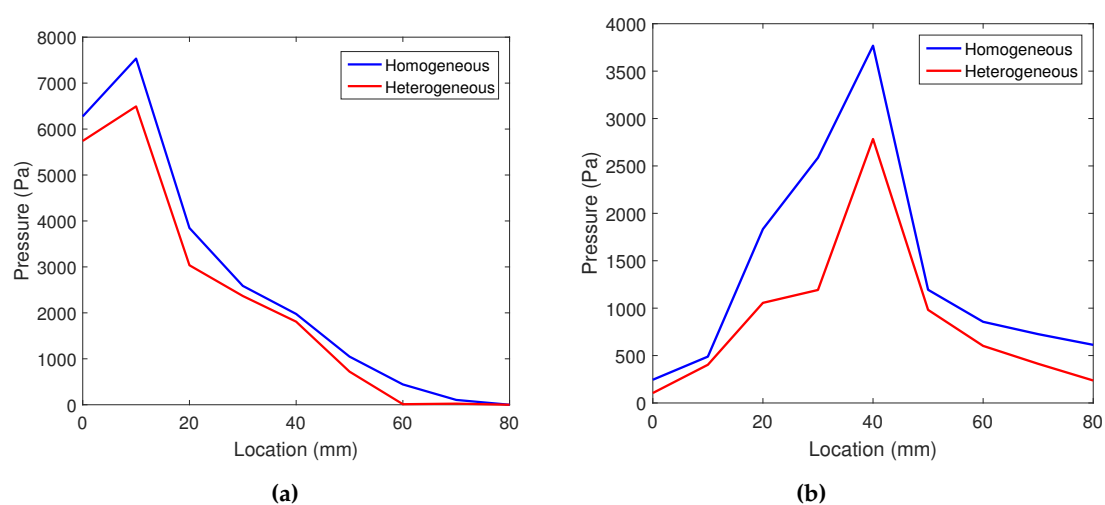 8000
7000
6000
5000
4000
3000
2000
1000
0
Pressure (Pa)
Homogeneous
Heterogeneous
0 20 40 60 80
Location (mm)
(a)
4000
3500
3000
2500
2000
1500
1000
500
0
Pressure (Pa)
Homogeneous
Heterogeneous
0 20 40 60 80
Location (mm)
(b)